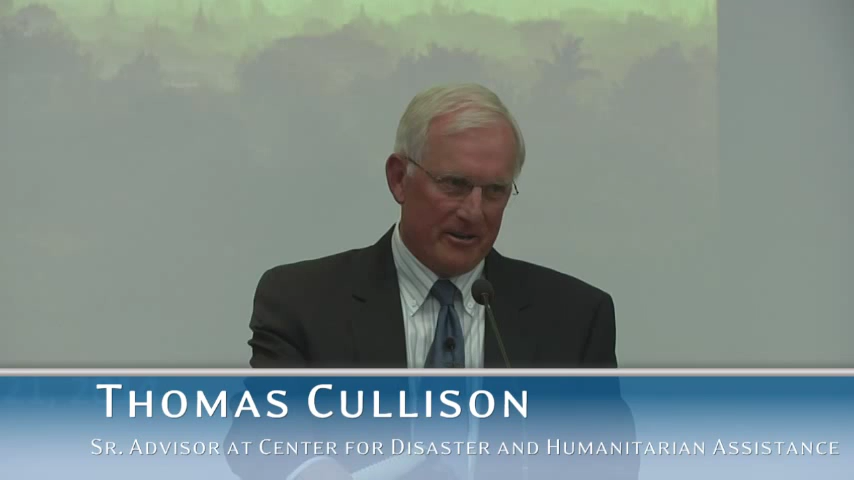 Thomas Cullison
Sr. Advisor at Center for Disaster and Humanitarian Assistance